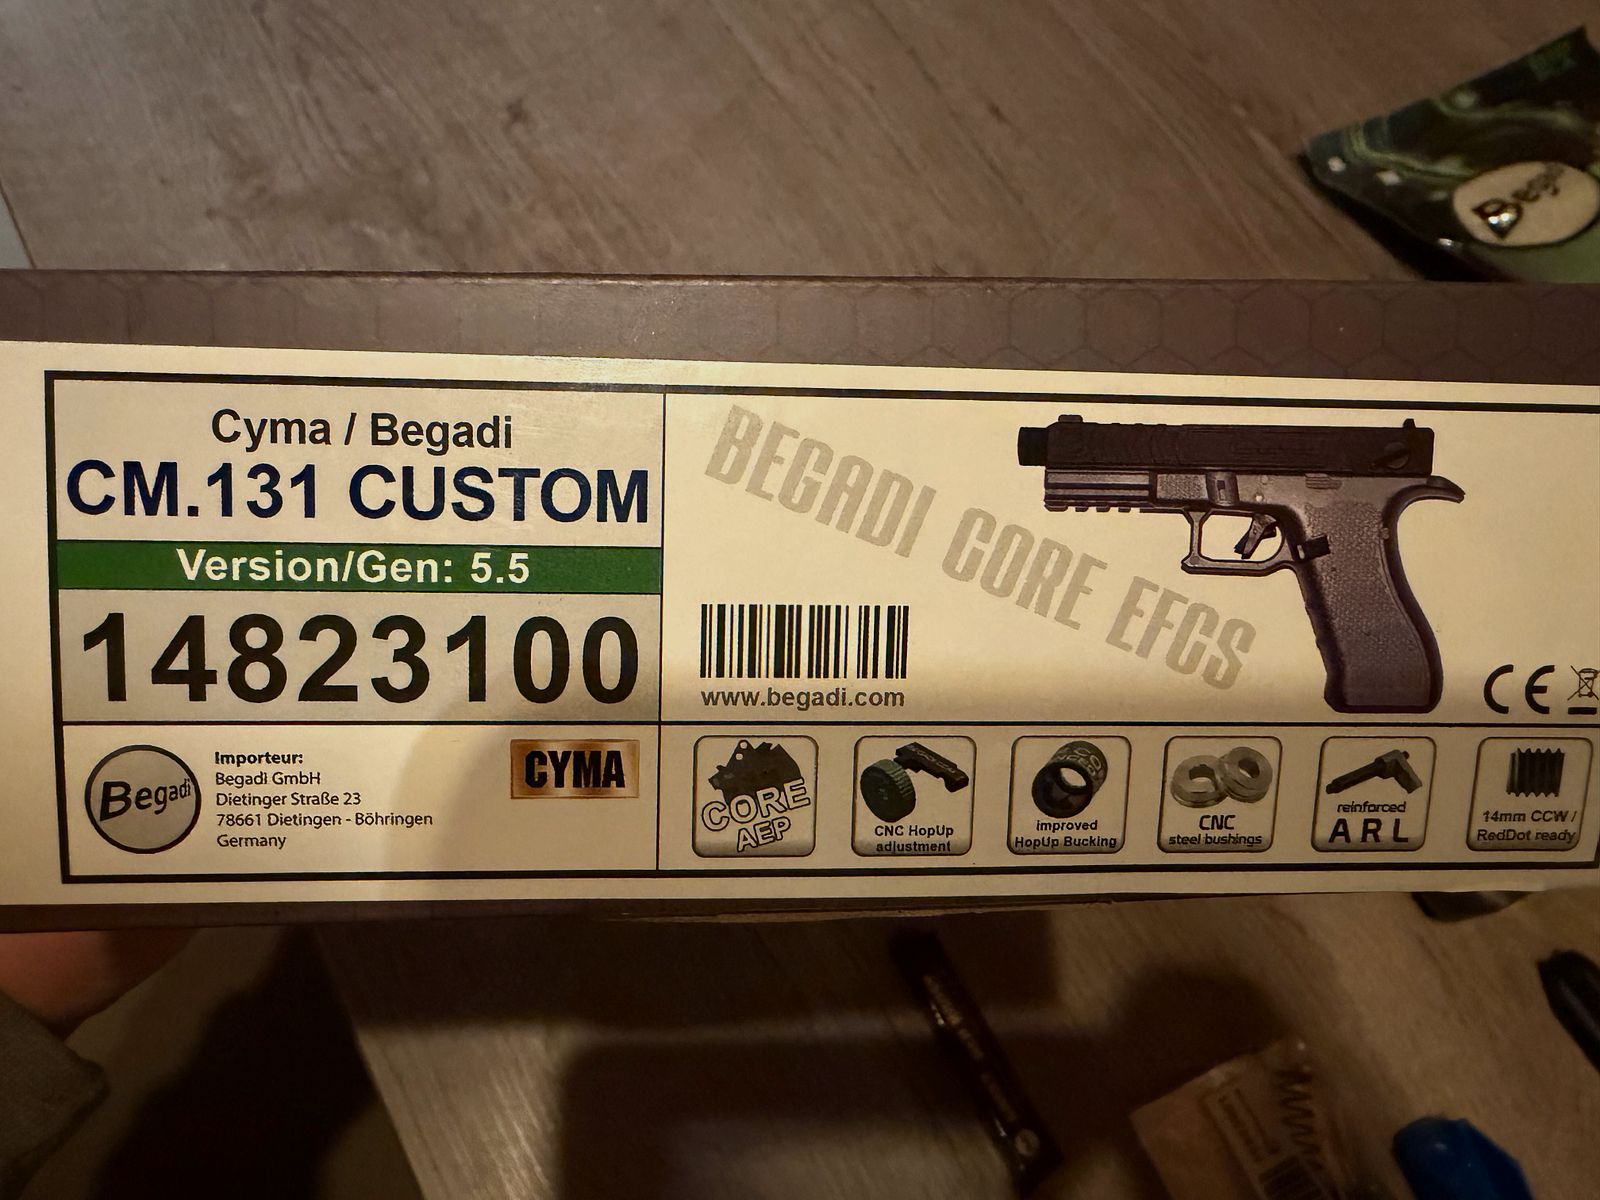 Cyma / Begadi
CM.131 CUSTOM
Version/Gen: 5.5
14823100
Begadi
Importeur:
Begadi GmbH
Dietinger Straße 23
78661 Dietingen - Böhringen
Germany
CYMA
BEGADI CORE EFCS
www.begadi.com
CE
CORE
AEP
CNC HopUp
adjustment
improved
HopUp Bucking
CNC
steel bushings
reinforced
ARL
14mm CCW /
RedDot ready
Begadi